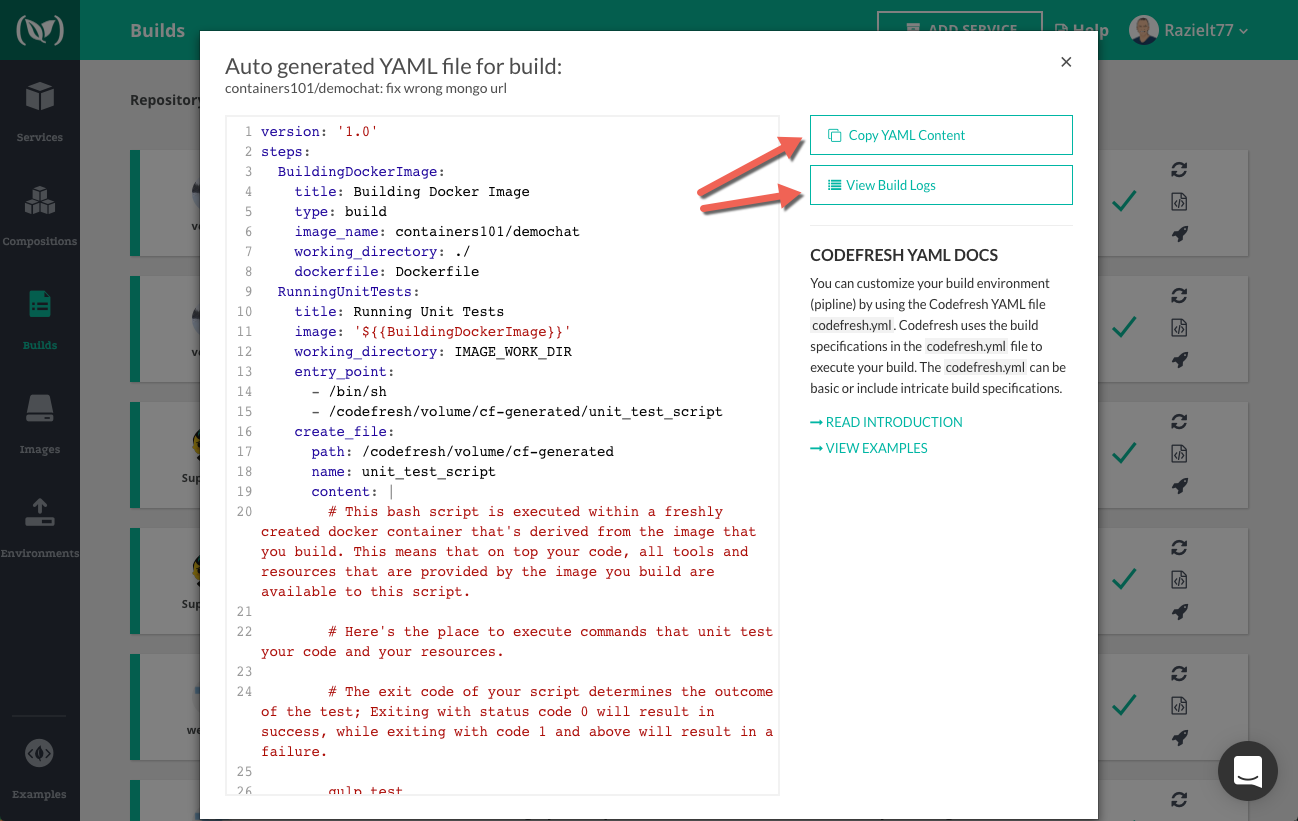 Builds
ADD SERVICE
Help
Razielt77
Services
Compositions
Builds
Images
Environments
Examples
Repository
Sup
Sup
we
Auto generated YAML file for build:
containers101/demochat: fix wrong mongo url
1 version: '1.0'
2 steps:
3 BuildingDockerImage:
4 title: Building Docker Image
5 type: build
6 image_name: containers101/demochat
7 working_directory: ./
8 dockerfile: Dockerfile
9 RunningUnitTests:
10 title: Running Unit Tests
11 image: '${{BuildingDockerImage}}'
12 working_directory: IMAGE_WORK_DIR
13 entry_point:
14 - /bin/sh
15 - /codefresh/volume/cf-generated/unit_test_script
16 create_file:
17 path: /codefresh/volume/cf-generated
18 name: unit_test_script
19 content: |
20 # This bash script is executed within a freshly
created docker container that's derived from the image that
you build. This means that on top your code, all tools and
resources that are provided by the image you build are
available to this script.
21
22 # Here's the place to execute commands that unit test
your code and your resources.
23
24 # The exit code of your script determines the outcome
of the test; Exiting with status code 0 will result in
success, while exiting with code 1 and above will result in a
failure.
25
26 gulp test
Copy YAML Content
View Build Logs
CODEFRESH YAML DOCS
You can customize your build environment
(pipline) by using the Codefresh YAML file
codefresh.yml. Codefresh uses the build
specifications in the codefresh.yml file to
execute your build. The codefresh.yml can be
basic or include intricate build specifications.
READ INTRODUCTION
VIEW EXAMPLES